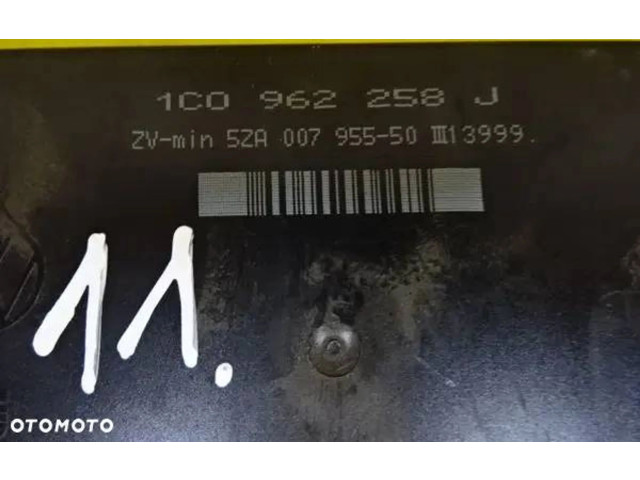 1C0 962 258 J
ZV-min 5ZA 007 955-50 III13999.
11.
OTOMOTO